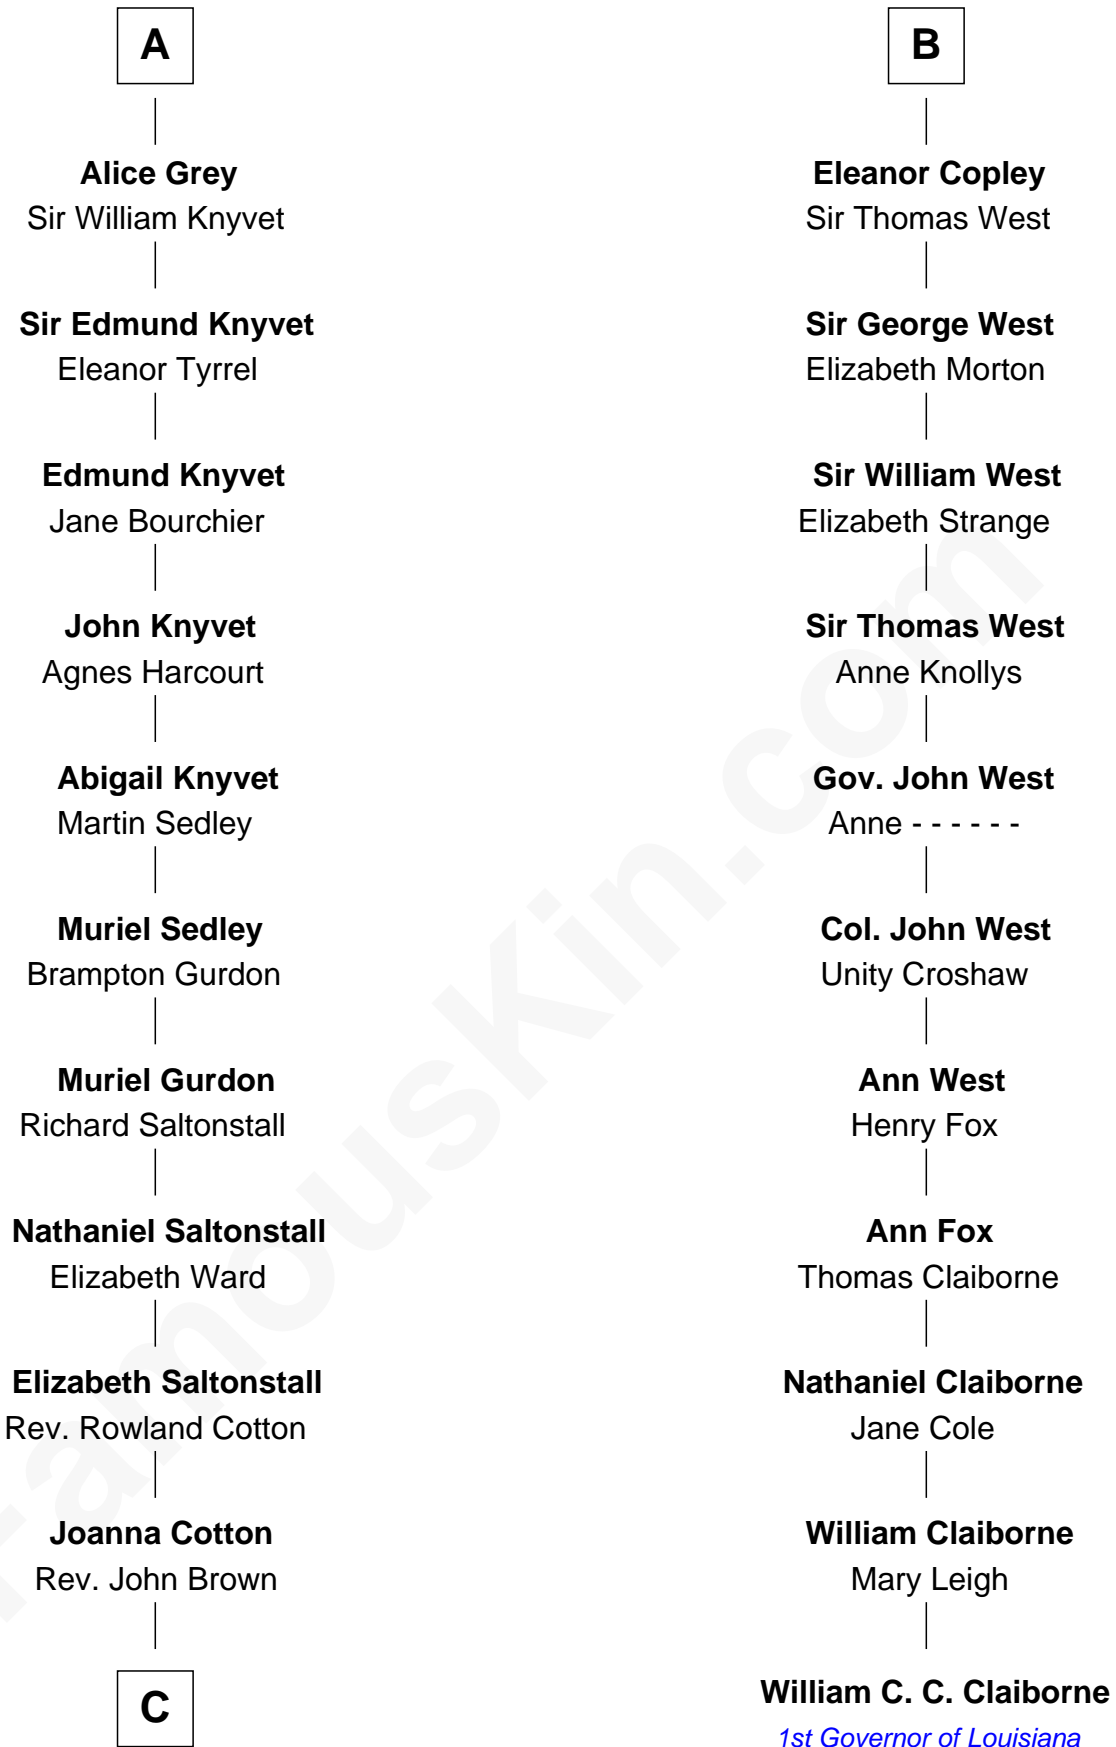 A
Alice Grey
Sir William Knyvet
Sir Edmund Knyvet
Eleanor Tyrrel
Edmund Knyvet
Jane Bourchier
John Knyvet
Agnes Harcourt
Abigail Knyvet
Martin Sedley
Muriel Sedley
Brampton Gurdon
Muriel Gurdon
Richard Saltonstall
Nathaniel Saltonstall
Elizabeth Ward
Elizabeth Saltonstall
Rev. Rowland Cotton
Joanna Cotton
Rev. John Brown
C
B
Eleanor Copley
Sir Thomas West
Sir George West
Elizabeth Morton
Sir William West
Elizabeth Strange
Sir Thomas West
Anne Knollys
Gov. John West
Anne - - - - - -
Col. John West
Unity Croshaw
Ann West
Henry Fox
Ann Fox
Thomas Claiborne
Nathaniel Claiborne
Jane Cole
William Claiborne
Mary Leigh
William C. C. Claiborne
1st Governor of Louisiana
FamousKin.com